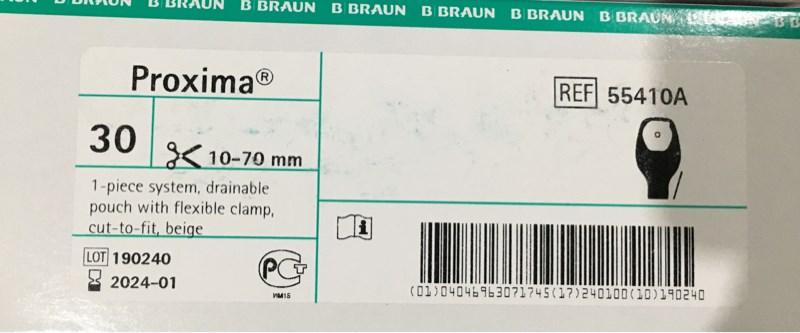 B BRAUN B BRAUN B BRAUN B BRAUN B BRAUN B BRAUN B BRAUN
Proxima®
REF 55410A
30
10-70 mm
1-piece system, drainable
pouch with flexible clamp,
cut-to-fit, beige
LOT 190240
2024-01
PCT
ИМ15
(01)04046963071745(17)240100(10)190240